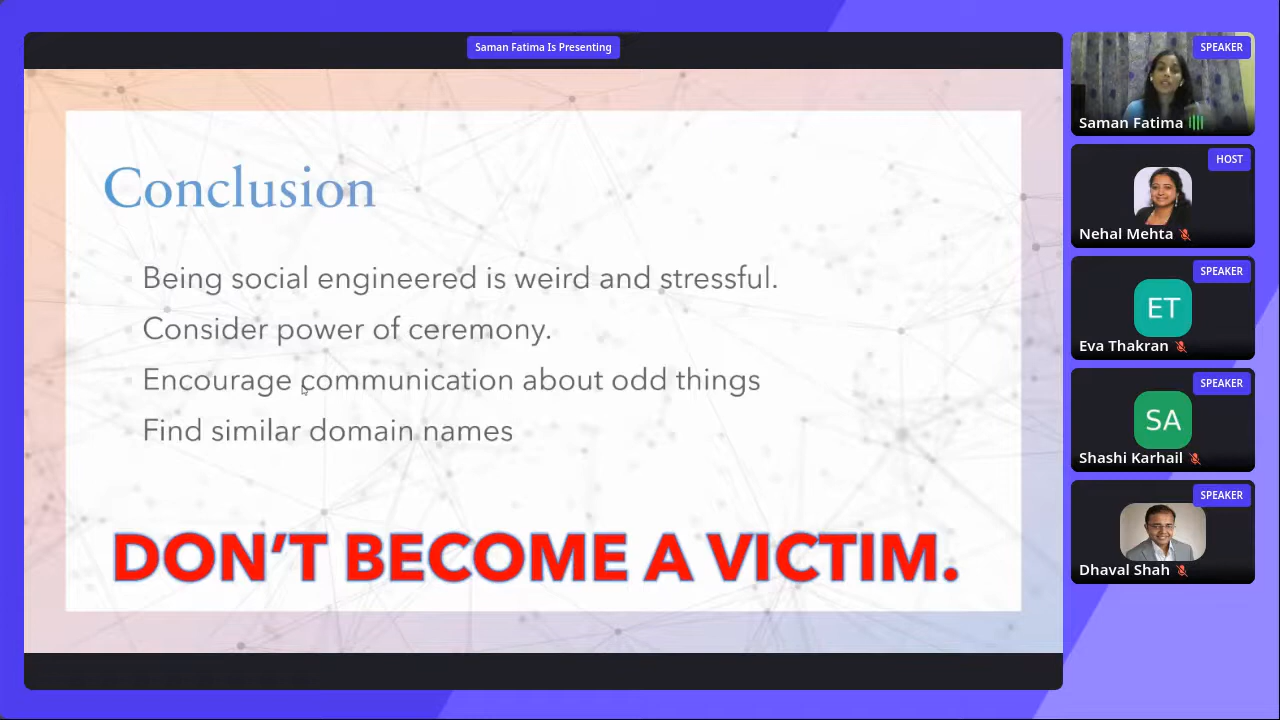 Saman Fatima Is Presenting
Conclusion
Being social engineered is weird and stressful.
Consider power of ceremony.
Encourage communication about odd things
Find similar domain names
DON'T BECOME A VICTIM.
SPEAKER
Saman Fatima
HOST
Nehal Mehta
SPEAKER
ET
Eva Thakran
SPEAKER
SA
Shashi Karhail
SPEAKER
Dhaval Shah